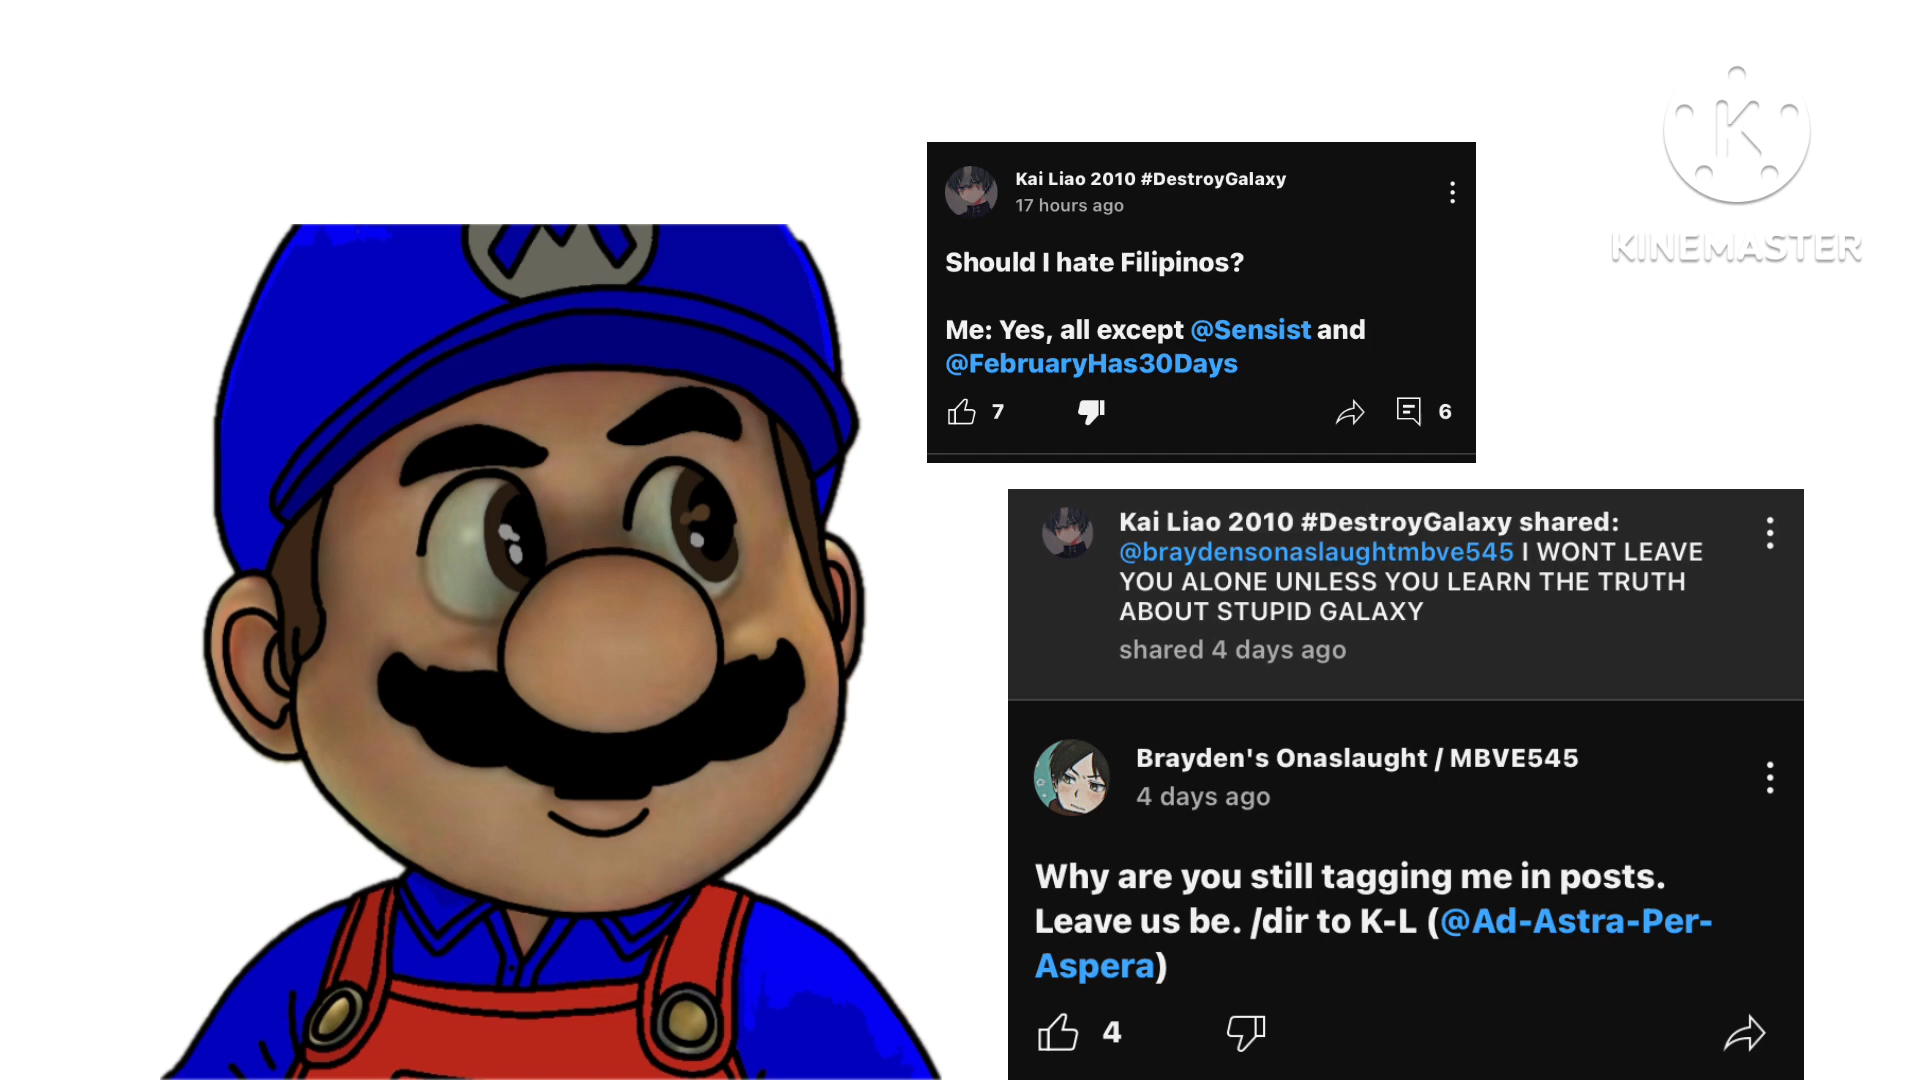 Kai Liao 2010 #DestroyGalaxy
17 hours ago
Should I hate Filipinos?
Me: Yes, all except @Sensist and
@FebruaryHas30Days
7
6
K
KINEMASTER
Kai Liao 2010 #DestroyGalaxy shared:
@braydensonaslaughtmbve545 I WONT LEAVE
YOU ALONE UNLESS YOU LEARN THE TRUTH
ABOUT STUPID GALAXY
shared 4 days ago
Brayden's Onaslaught / MBVE545
4 days ago
Why are you still tagging me in posts.
Leave us be. /dir to K-L (@Ad-Astra-Per-
Aspera)
4
M